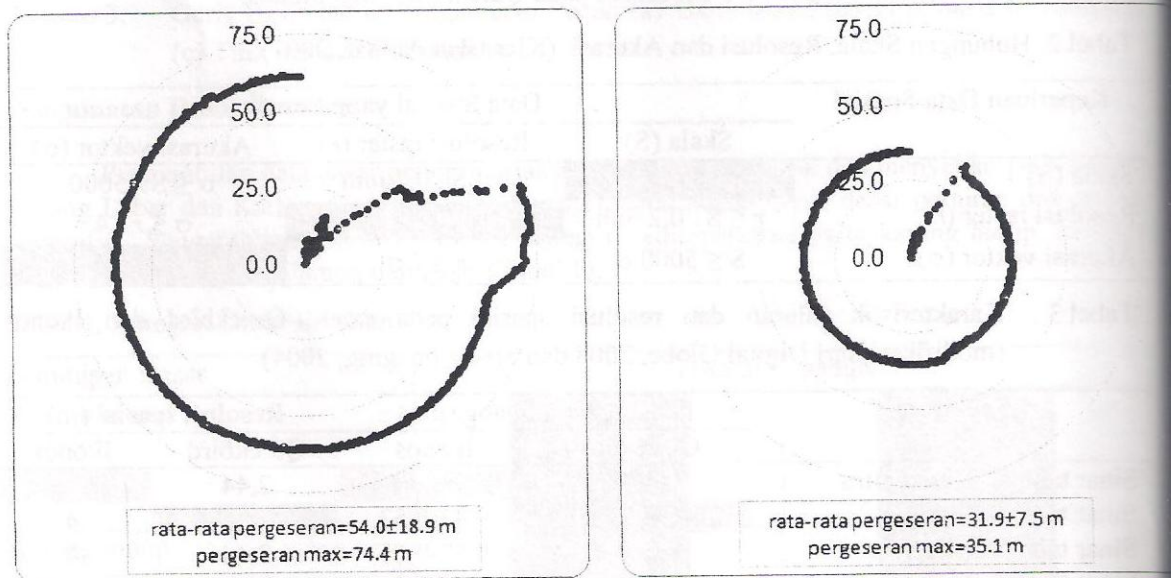 75.0
50.0
25.0
0.0
rata-rata pergeseran=54.0±18.9 m
pergeseran max=74.4 m
75.0
50.0
25.0
0.0
rata-rata pergeseran=31.9±7.5 m
pergeseran max=35.1 m